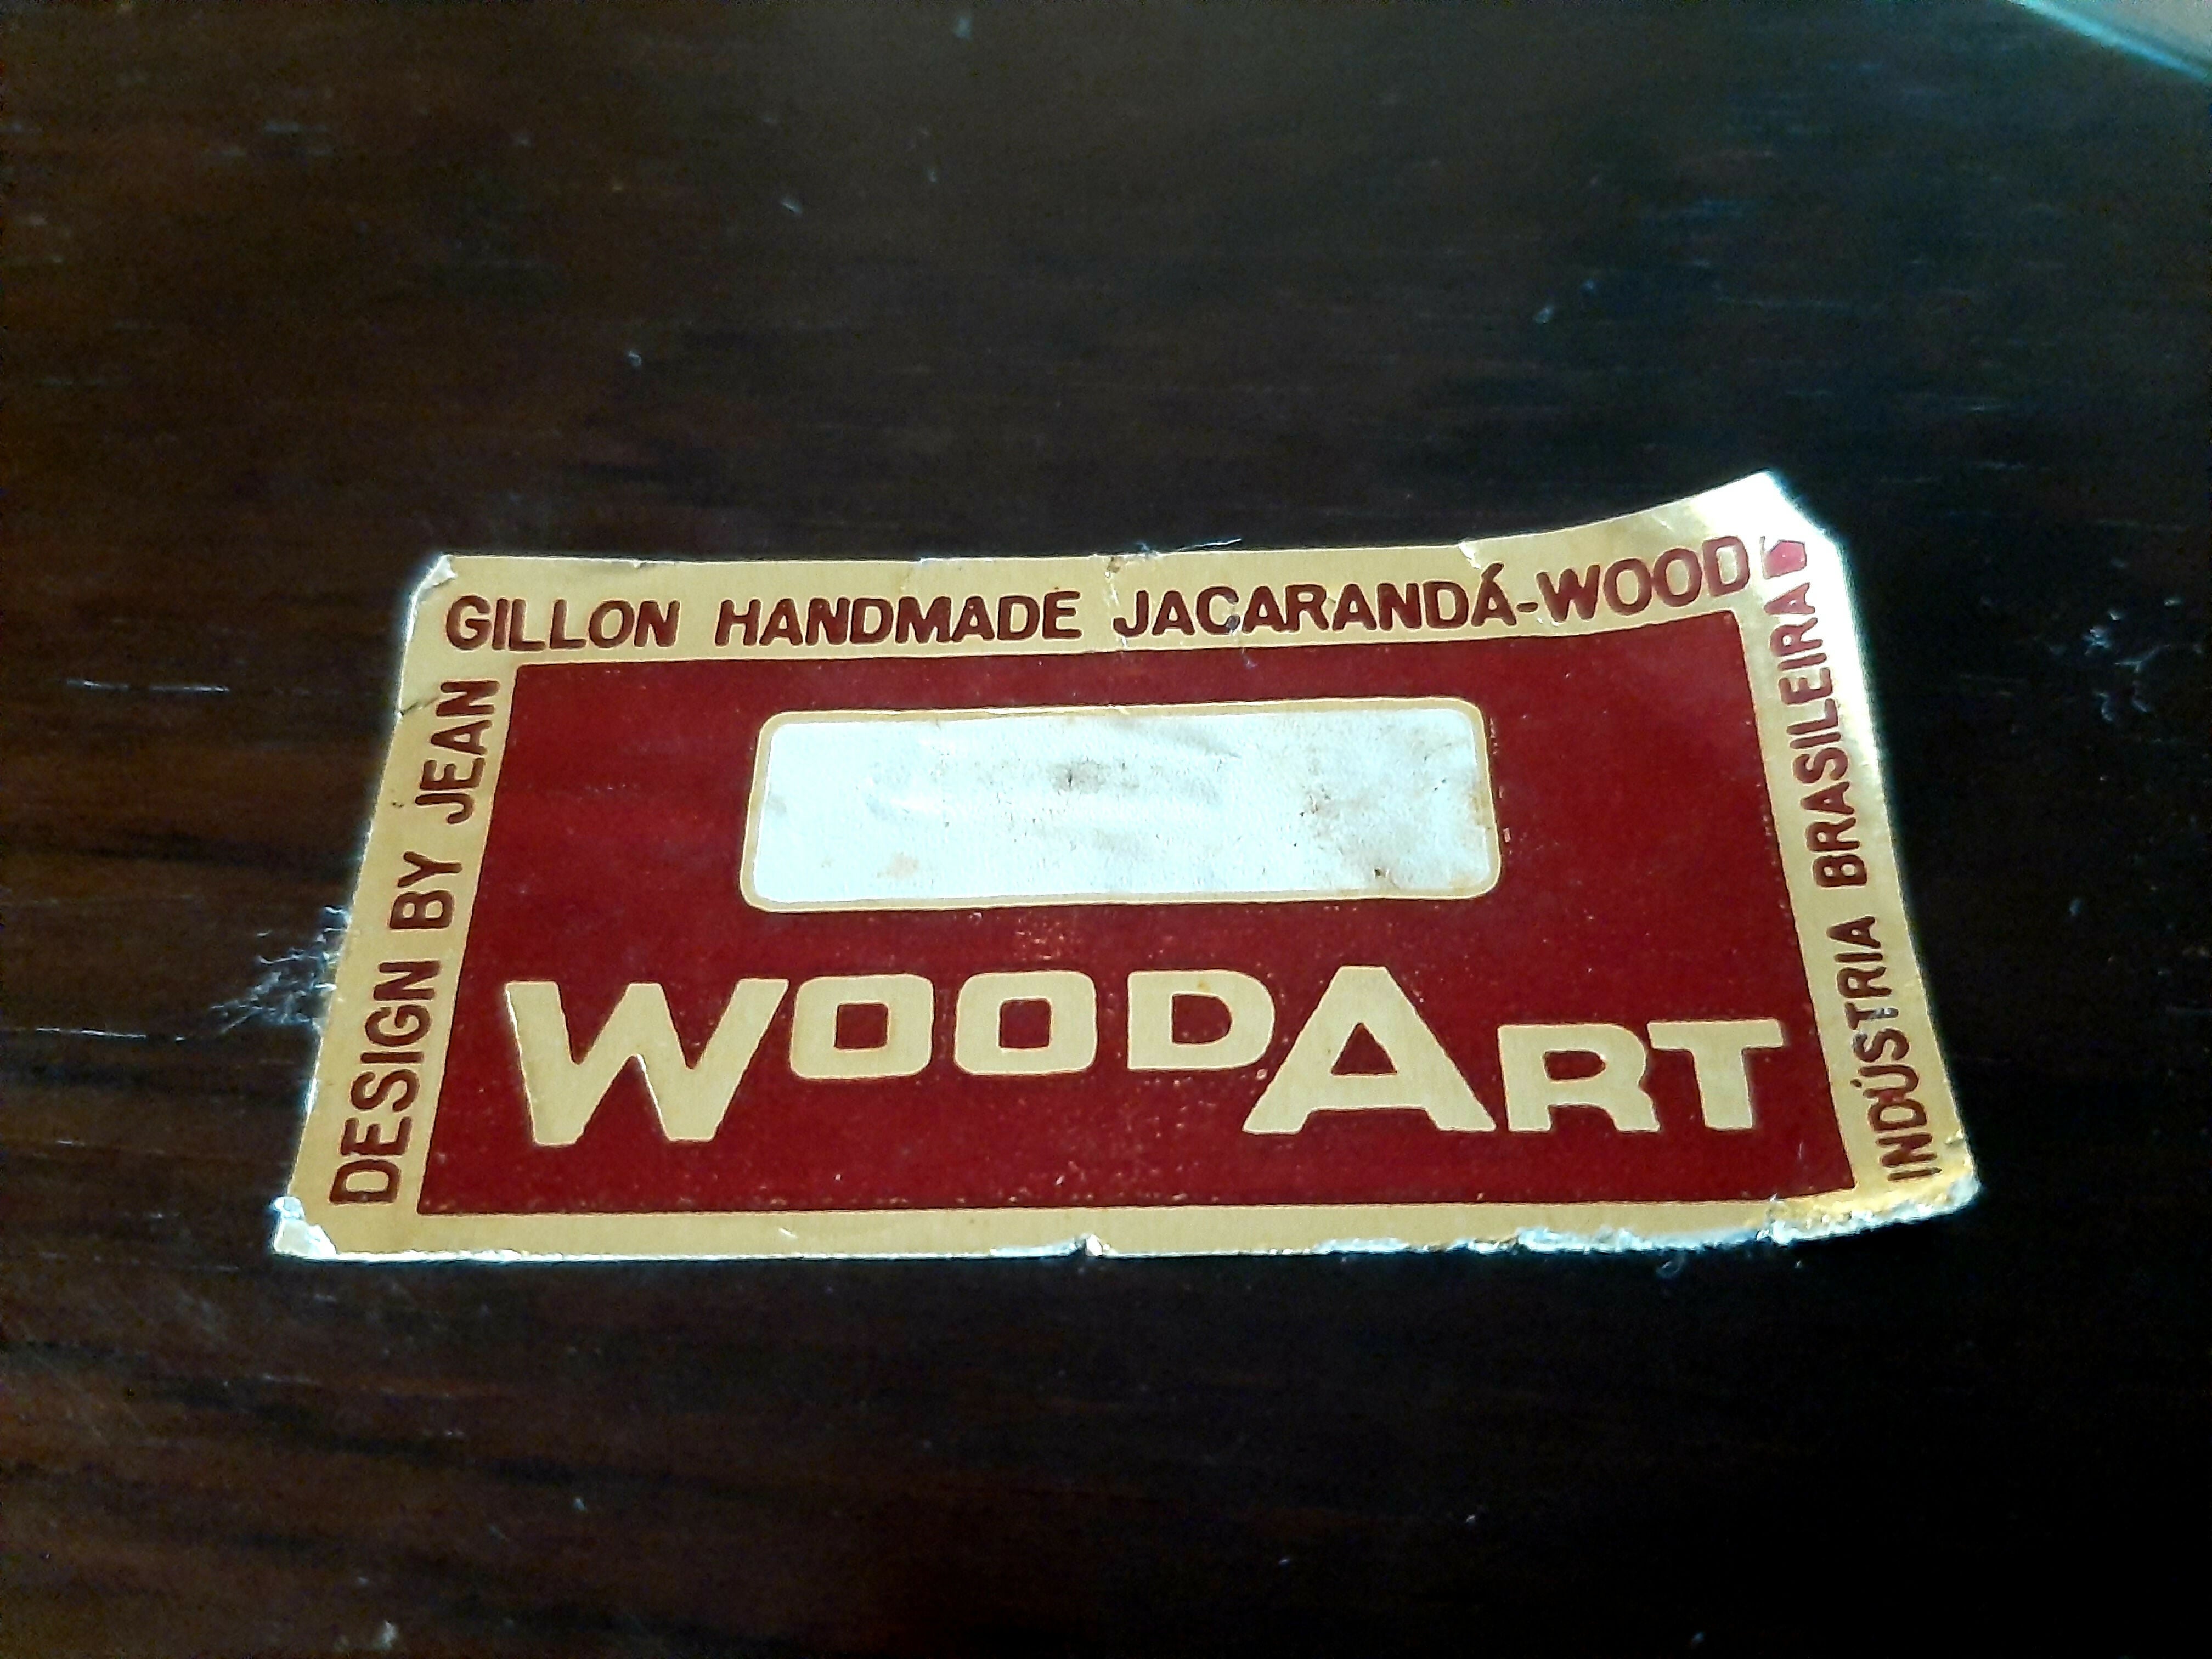 DESIGN BY JEAN
GILLON HANDMADE JACARANDÁ-WOOD
INDÚSTRIA BRASILEIRA
WOODART